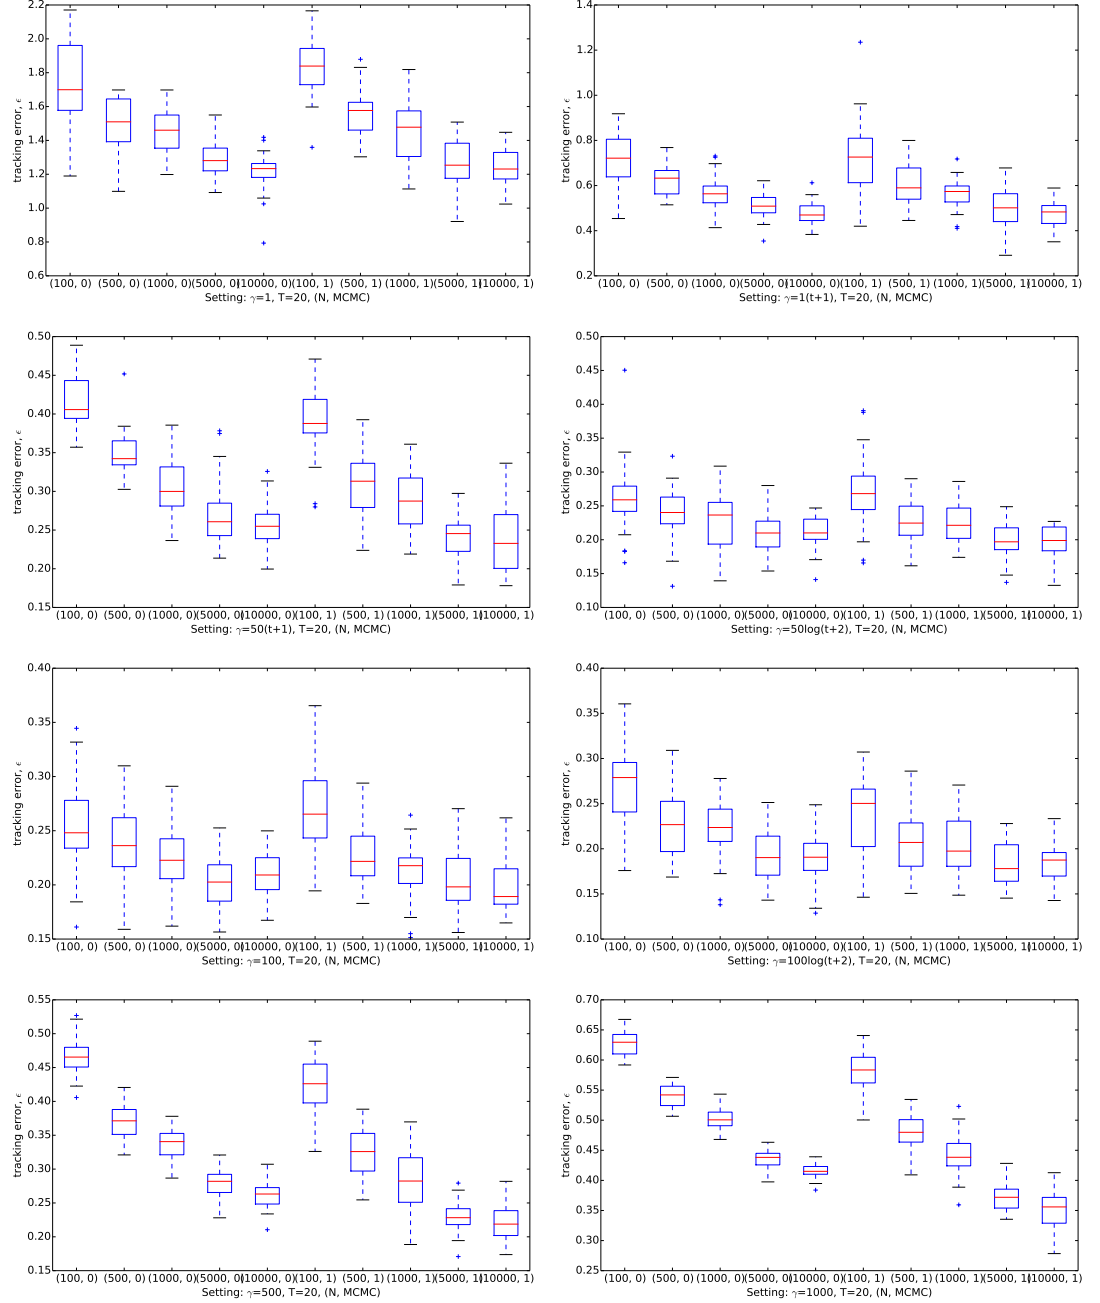 2.2
2.0
1.8
1.6
1.4
1.2
1.0
0.8
0.6
tracking error, ϵ
(100, 0) (500, 0) (1000, 0) (5000, 0) (10000, 0) (100, 1) (500, 1) (1000, 1) (5000, 1) (10000, 1)
Setting: γ=1, T=20, (N, MCMC)
1.4
1.2
1.0
0.8
0.6
0.4
0.2
tracking error, ϵ
(100, 0) (500, 0) (1000, 0) (5000, 0) (10000, 0) (100, 1) (500, 1) (1000, 1) (5000, 1) (10000, 1)
Setting: γ=1(t+1), T=20, (N, MCMC)
0.50
0.45
0.40
0.35
0.30
0.25
0.20
0.15
tracking error, ϵ
(100, 0) (500, 0) (1000, 0) (5000, 0) (10000, 0) (100, 1) (500, 1) (1000, 1) (5000, 1) (10000, 1)
Setting: γ=50(t+1), T=20, (N, MCMC)
0.50
0.45
0.40
0.35
0.30
0.25
0.20
0.15
0.10
tracking error, ϵ
(100, 0) (500, 0) (1000, 0) (5000, 0) (10000, 0) (100, 1) (500, 1) (1000, 1) (5000, 1) (10000, 1)
Setting: γ=50log(t+2), T=20, (N, MCMC)
0.40
0.35
0.30
0.25
0.20
0.15
tracking error, ϵ
(100, 0) (500, 0) (1000, 0) (5000, 0) (10000, 0) (100, 1) (500, 1) (1000, 1) (5000, 1) (10000, 1)
Setting: γ=100, T=20, (N, MCMC)
0.40
0.35
0.30
0.25
0.20
0.15
0.10
tracking error, ϵ
(100, 0) (500, 0) (1000, 0) (5000, 0) (10000, 0) (100, 1) (500, 1) (1000, 1) (5000, 1) (10000, 1)
Setting: γ=100log(t+2), T=20, (N, MCMC)
0.55
0.50
0.45
0.40
0.35
0.30
0.25
0.20
0.15
tracking error, ϵ
(100, 0) (500, 0) (1000, 0) (5000, 0) (10000, 0) (100, 1) (500, 1) (1000, 1) (5000, 1) (10000, 1)
Setting: γ=500, T=20, (N, MCMC)
0.70
0.65
0.60
0.55
0.50
0.45
0.40
0.35
0.30
0.25
tracking error, ϵ
(100, 0) (500, 0) (1000, 0) (5000, 0) (10000, 0) (100, 1) (500, 1) (1000, 1) (5000, 1) (10000, 1)
Setting: γ=1000, T=20, (N, MCMC)